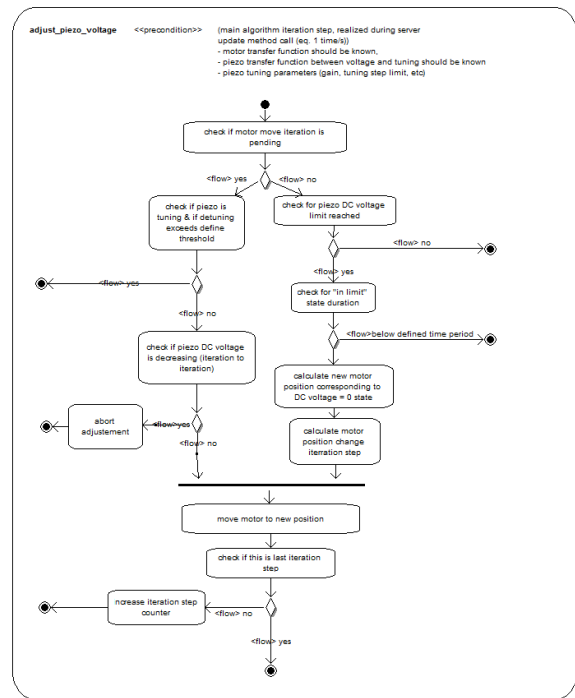 adjust_piezo_voltage <<precondition>> (main algorithm iteration step, realized during server
update method call (eq. 1 time/s))
- motor transfer function should be known,
- piezo transfer function between voltage and tuning should be known
- piezo tuning parameters (gain, tuning step limit, etc)
check if motor move iteration is
pending
<flow> yes
<flow> no
check if piezo is
tuning & if detuning
exceeds define
threshold
check for piezo DC voltage
limit reached
<flow> no
<flow> yes
<flow> yes
check for "in limit"
state duration
<flow> no
<flow>below defined time period
check if piezo DC voltage
is decreasing (iteration to
iteration)
calculate new motor
position corresponding to
DC voltage = 0 state
abort
adjustement
<flow>yes
<flow> no
calculate motor
position change
iteration step
move motor to new position
check if this is last iteration
step
ncrease iteration step
counter
<flow> no
<flow> yes